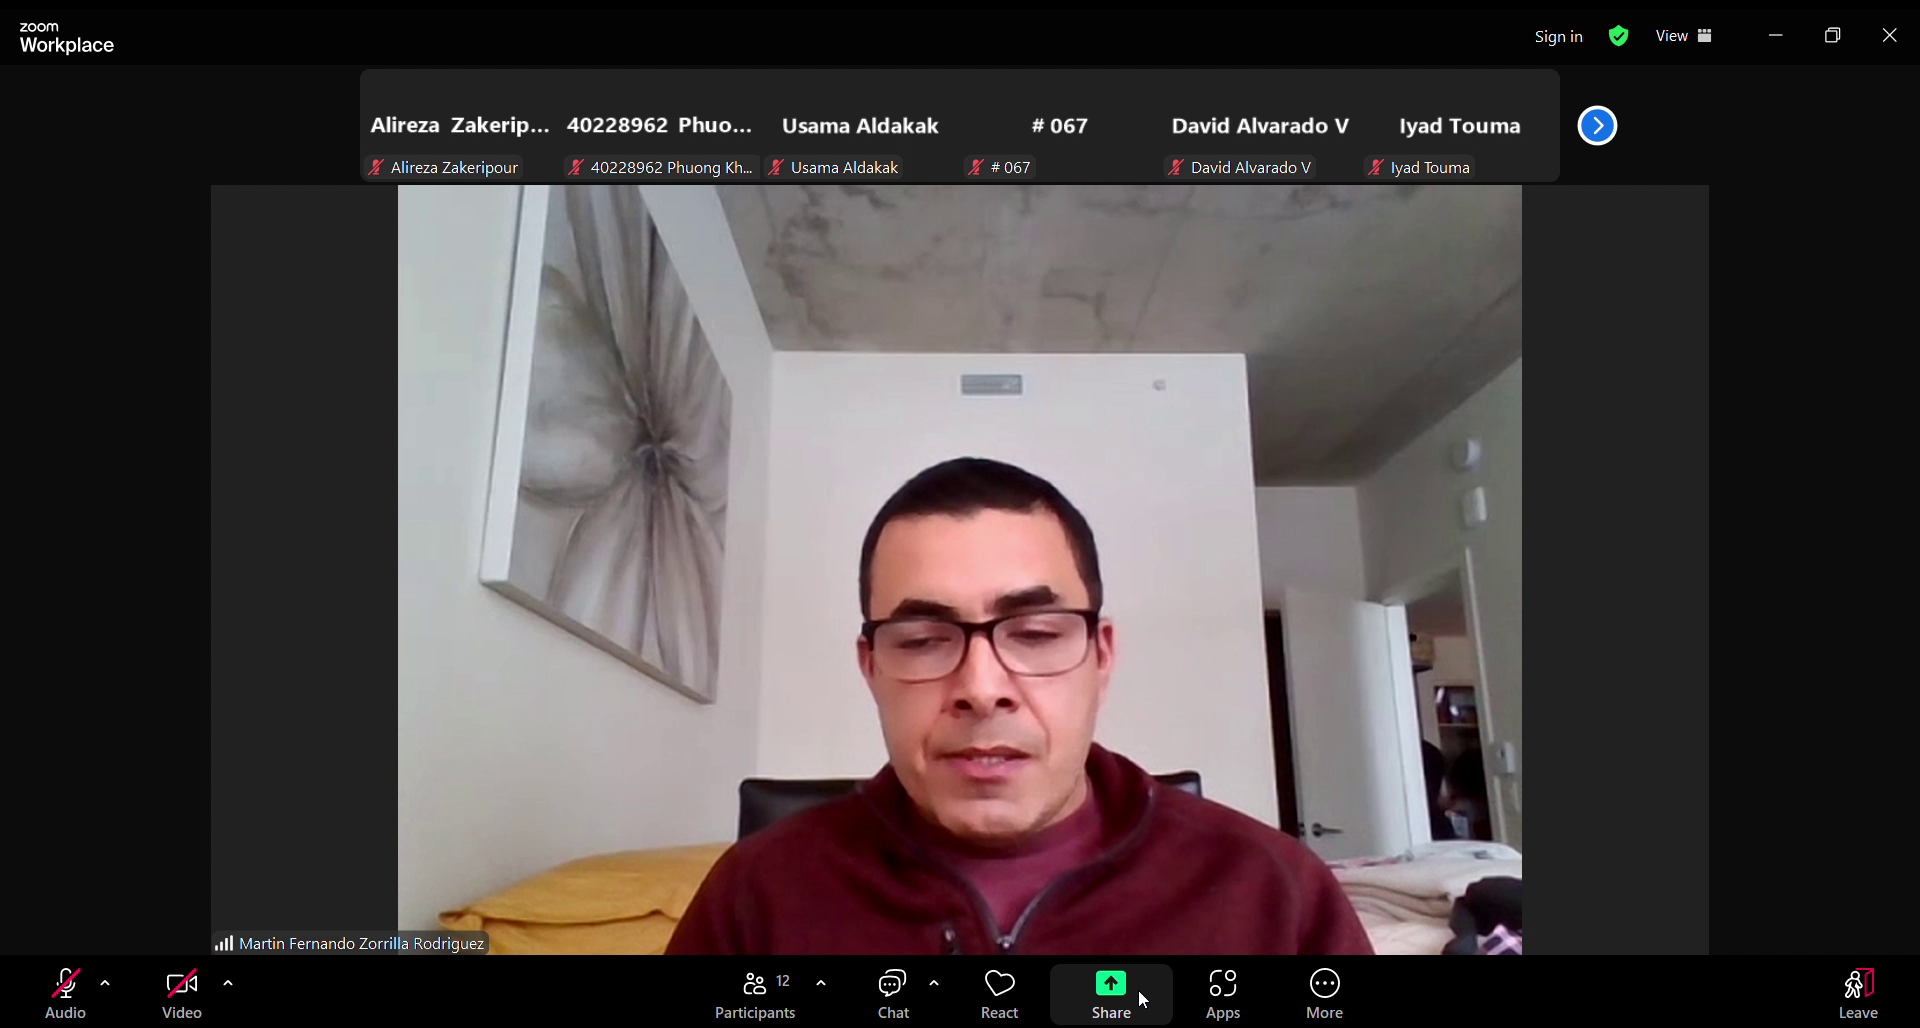 zoom
Workplace
Sign in
View
Alireza Zakerip...
40228962 Phuo...
Usama Aldakak
# 067
David Alvarado V
Iyad Touma
Alireza Zakeripour
40228962 Phuong Kh...
Usama Aldakak
# 067
David Alvarado V
Iyad Touma
Martin Fernando Zorrilla Rodriguez
Audio
Video
12
Participants
Chat
React
Share
Apps
More
Leave